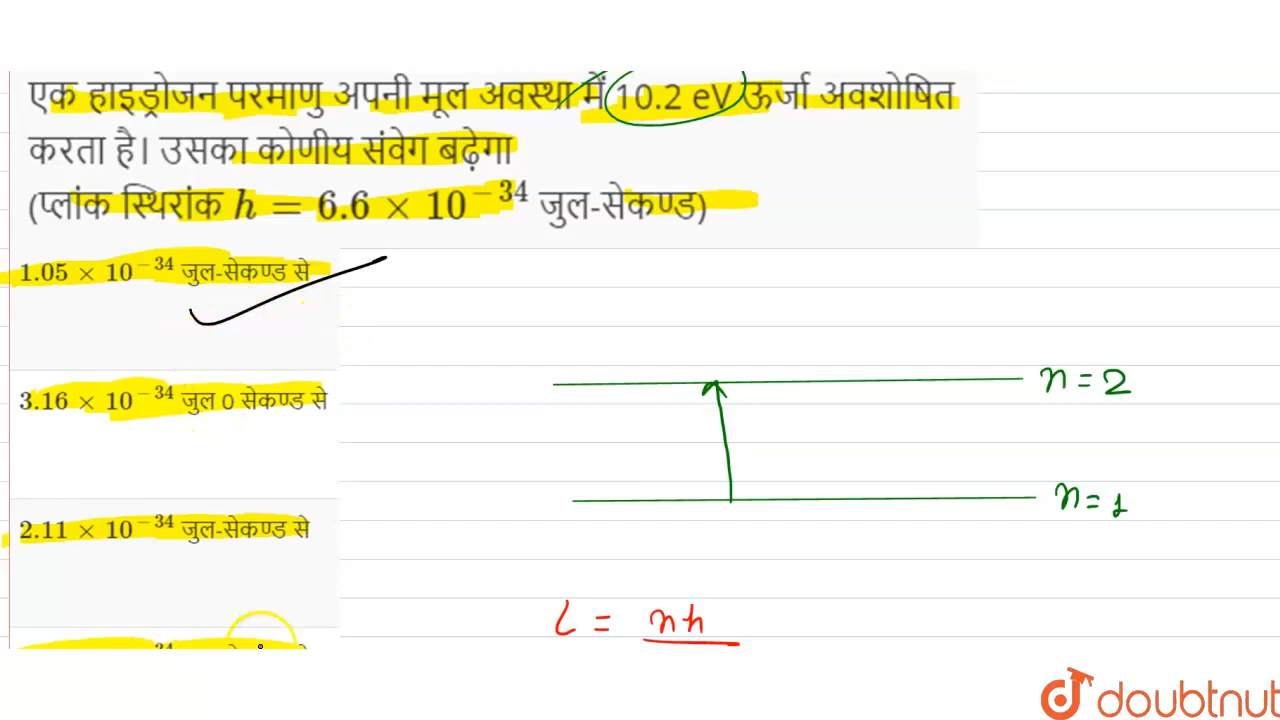 एक हाइड्रोजन परमाणु अपनी मूल अवस्था में 10.2 eV ऊर्जा अवशोषित
करता है। उसका कोणीय संवेग बढ़ेगा
(प्लांक स्थिरांक h = 6.6 × 10⁻³⁴ जुल-सेकण्ड)
1.05 × 10⁻³⁴ जुल-सेकण्ड से
3.16 × 10⁻³⁴ जुल 0 सेकण्ड से
2.11 × 10⁻³⁴ जुल-सेकण्ड से
n = 2
n = 1
L = nh
doubtnut